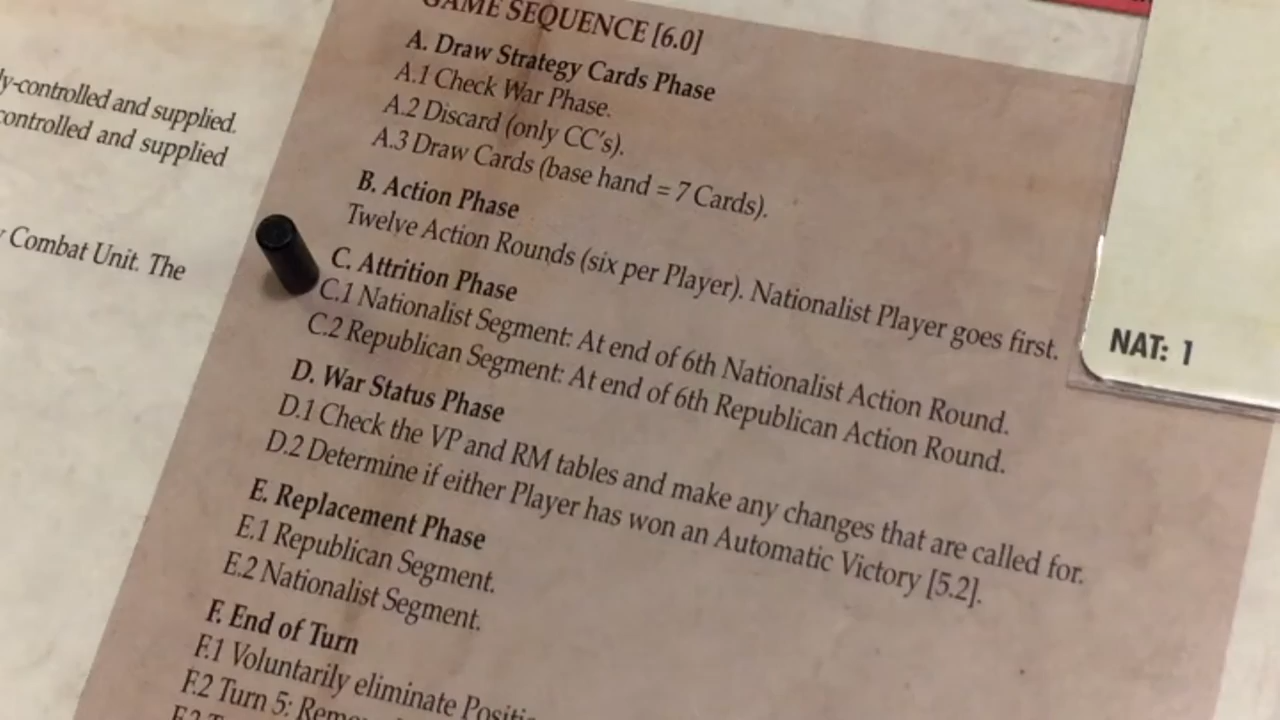 GAME SEQUENCE [6.0]
A. Draw Strategy Cards Phase
A.1 Check War Phase.
A.2 Discard (only CC's).
A.3 Draw Cards (base hand = 7 Cards).
B. Action Phase
Twelve Action Rounds (six per Player). Nationalist Player goes first.
C. Attrition Phase
C.1 Nationalist Segment: At end of 6th Nationalist Action Round.
C.2 Republican Segment: At end of 6th Republican Action Round.
D. War Status Phase
D.1 Check the VP and RM tables and make any changes that are called for.
D.2 Determine if either Player has won an Automatic Victory [5.2].
E. Replacement Phase
E.1 Republican Segment.
E.2 Nationalist Segment.
F. End of Turn
F.1 Voluntarily eliminate
F.2 Turn 5:
y-controlled and supplied.
controlled and supplied
Combat Unit. The
NAT: 1